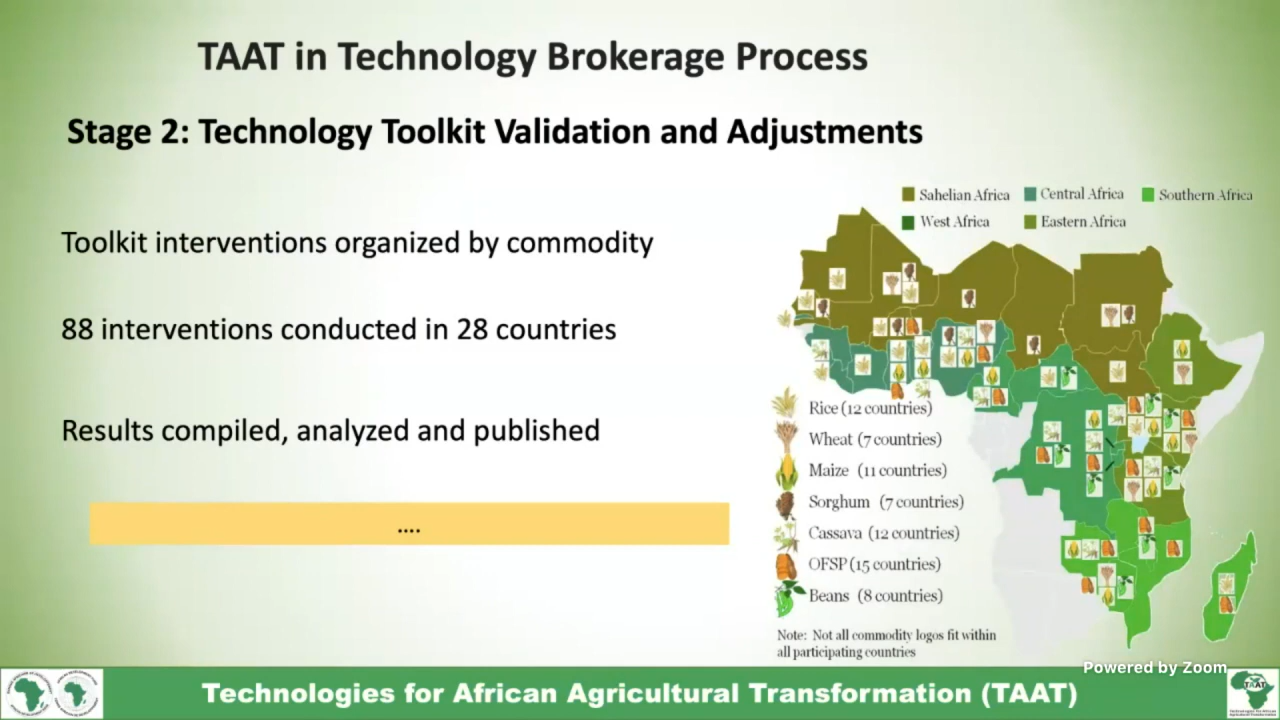 TAAT in Technology Brokerage Process
Stage 2: Technology Toolkit Validation and Adjustments
Toolkit interventions organized by commodity
88 interventions conducted in 28 countries
Results compiled, analyzed and published
....
Sahelian Africa
Central Africa
Southern Africa
West Africa
Eastern Africa
Rice (12 countries)
Wheat (7 countries)
Maize (11 countries)
Sorghum (7 countries)
Cassava (12 countries)
OFSP (15 countries)
Beans (8 countries)
Note: Not all commodity logos fit within
all participating countries
Powered by Zoom
Technologies for African Agricultural Transformation (TAAT)
TAAT